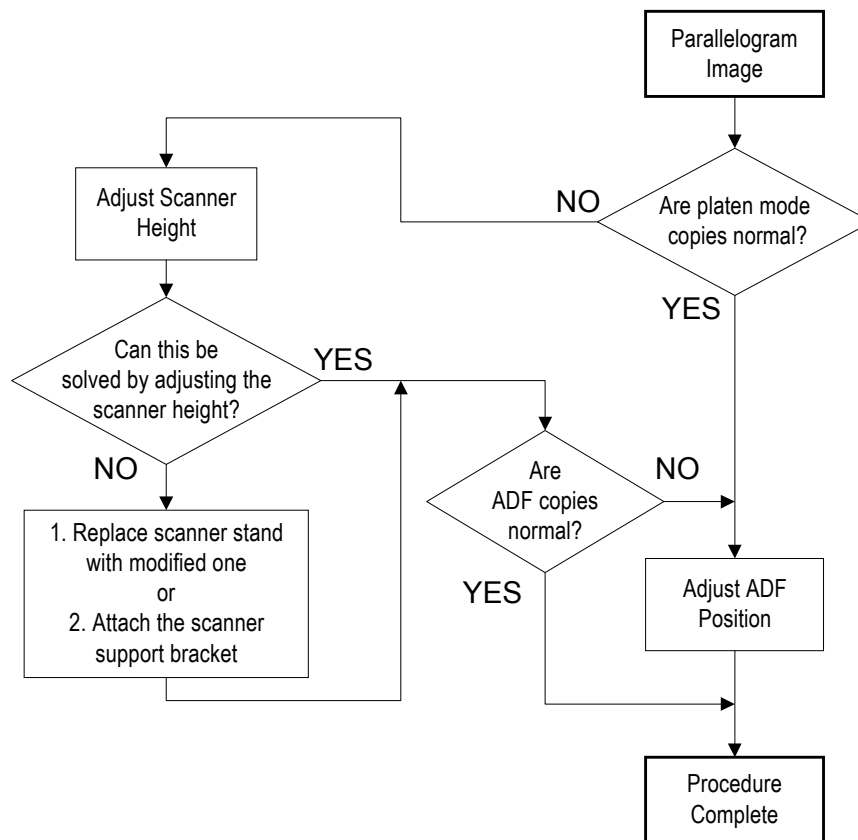 Parallelogram
Image
Adjust Scanner
Height
NO
Are platen mode
copies normal?
YES
Can this be
solved by adjusting the
scanner height?
YES
NO
Are
ADF copies
normal?
NO
YES
1. Replace scanner stand
with modified one
or
2. Attach the scanner
support bracket
Adjust ADF
Position
Procedure
Complete